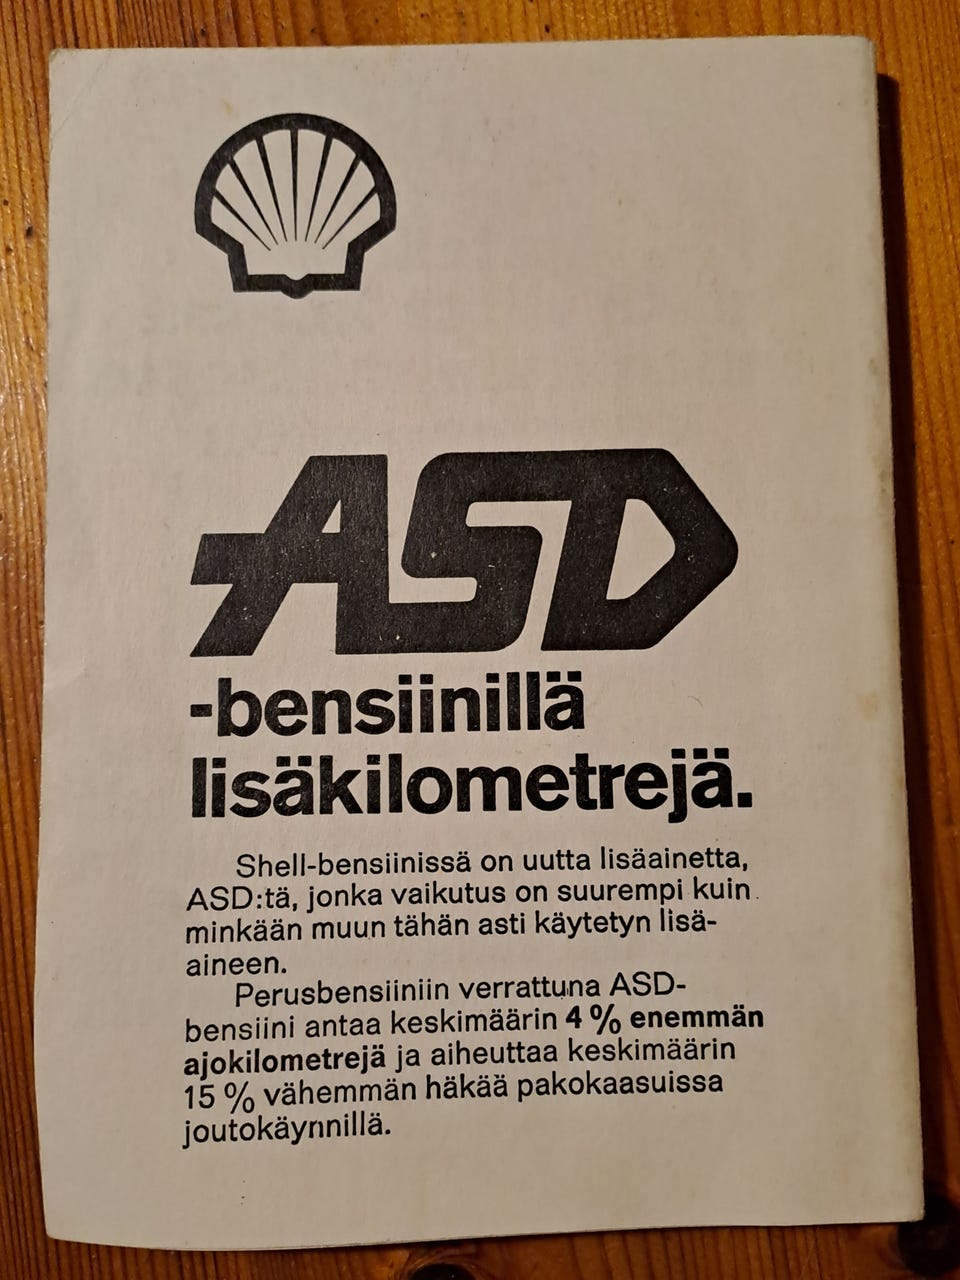 ASD
-bensiinillä
lisäkilometrejä.
Shell-bensiinissä on uutta lisäainetta,
ASD:tä, jonka vaikutus on suurempi kuin
minkään muun tähän asti käytetyn lisä-
aineen.
Perusbensiiniin verrattuna ASD-
bensiini antaa keskimäärin 4 % enemmän
ajokilometrejä ja aiheuttaa keskimäärin
15 % vähemmän häkää pakokaasuissa
joutokäynnillä.